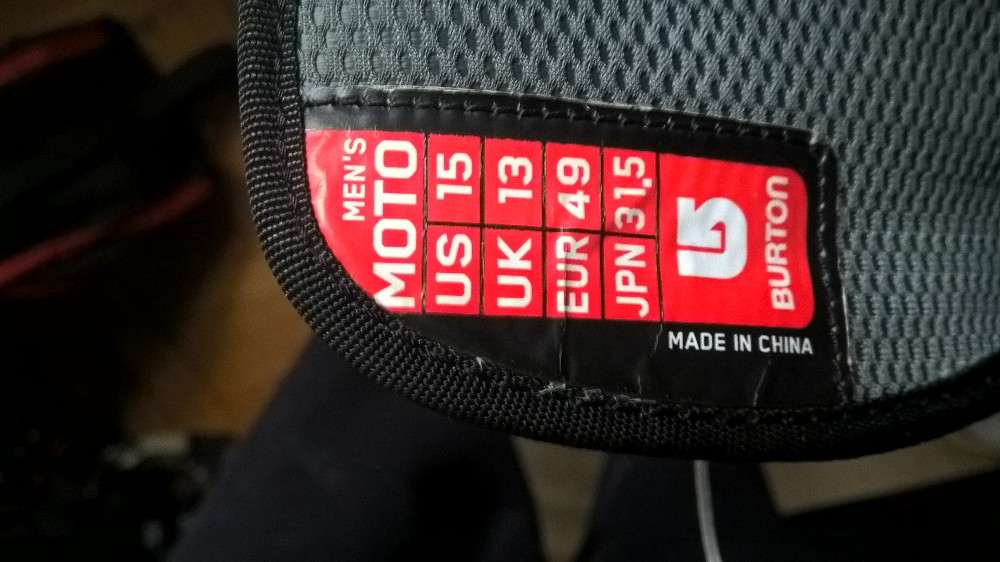 MEN'S
MOTO
US 15
UK 13
EUR 49
JPN 31,5
BURTON
MADE IN CHINA